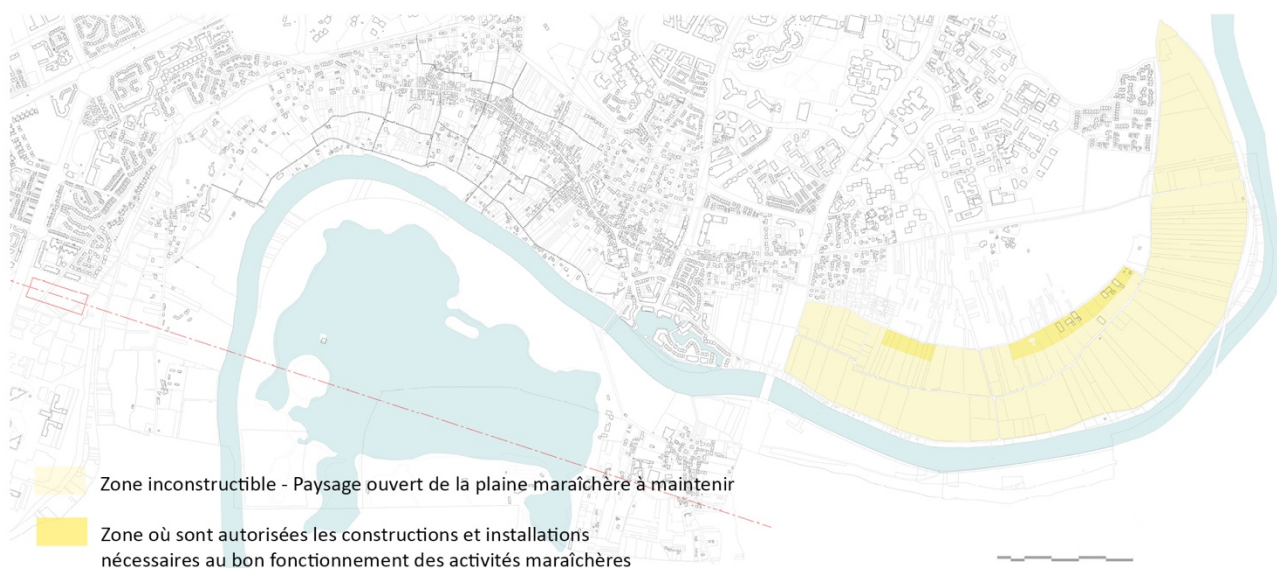 Zone inconstructible - Paysage ouvert de la plaine maraîchère à maintenir
Zone où sont autorisées les constructions et installations
nécessaires au bon fonctionnement des activités maraîchères